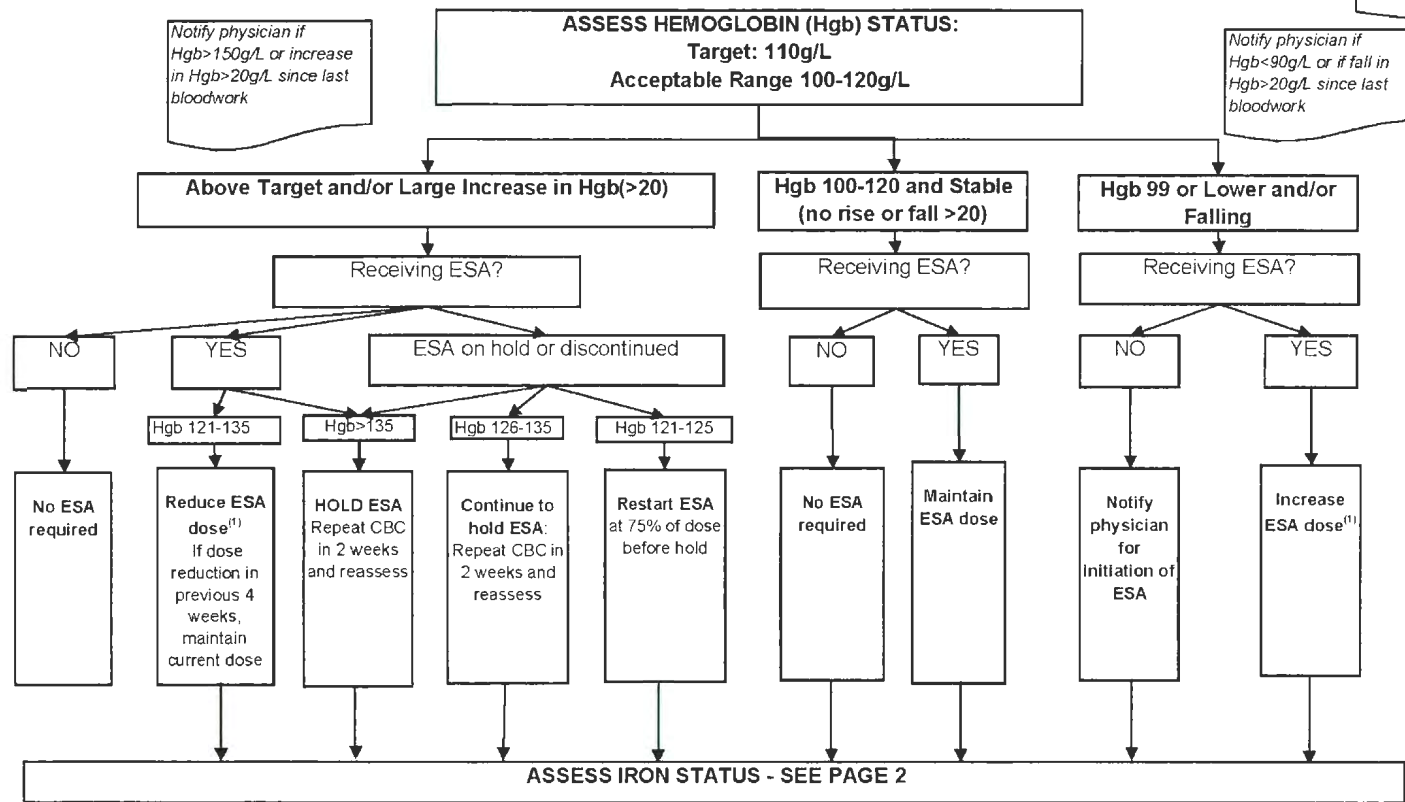 Notify physician if
Hgb>150g/L or increase
in Hgb>20g/L since last
bloodwork
ASSESS HEMOGLOBIN (Hgb) STATUS:
Target: 110g/L
Acceptable Range 100-120g/L
Notify physician if
Hgb<90g/L or if fall in
Hgb>20g/L since last
bloodwork
Above Target and/or Large Increase in Hgb(>20)
Hgb 100-120 and Stable
(no rise or fall >20)
Hgb 99 or Lower and/or
Falling
Receiving ESA?
Receiving ESA?
Receiving ESA?
NO
YES
ESA on hold or discontinued
NO
YES
NO
YES
Hgb 121-135
Hgb>135
Hgb 126-135
Hgb 121-125
No ESA
required
Reduce ESA
dose(1)
If dose
reduction in
previous 4
weeks,
maintain
current dose
HOLD ESA
Repeat CBC
in 2 weeks
and reassess
Continue to
hold ESA:
Repeat CBC in
2 weeks and
reassess
Restart ESA
at 75% of dose
before hold
No ESA
required
Maintain
ESA dose
Notify
physician
for
initiation of
ESA
Increase
ESA dose(1)
ASSESS IRON STATUS - SEE PAGE 2